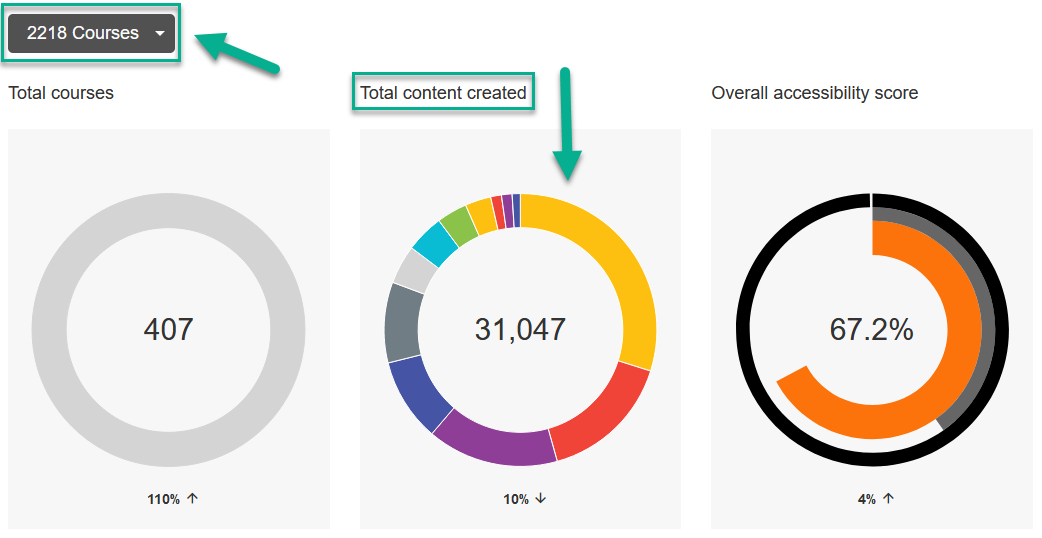 2218 Courses
Total courses
Total content created
Overall accessibility score
407
31,047
67.2%
110% ↑
10% ↓
4% ↑